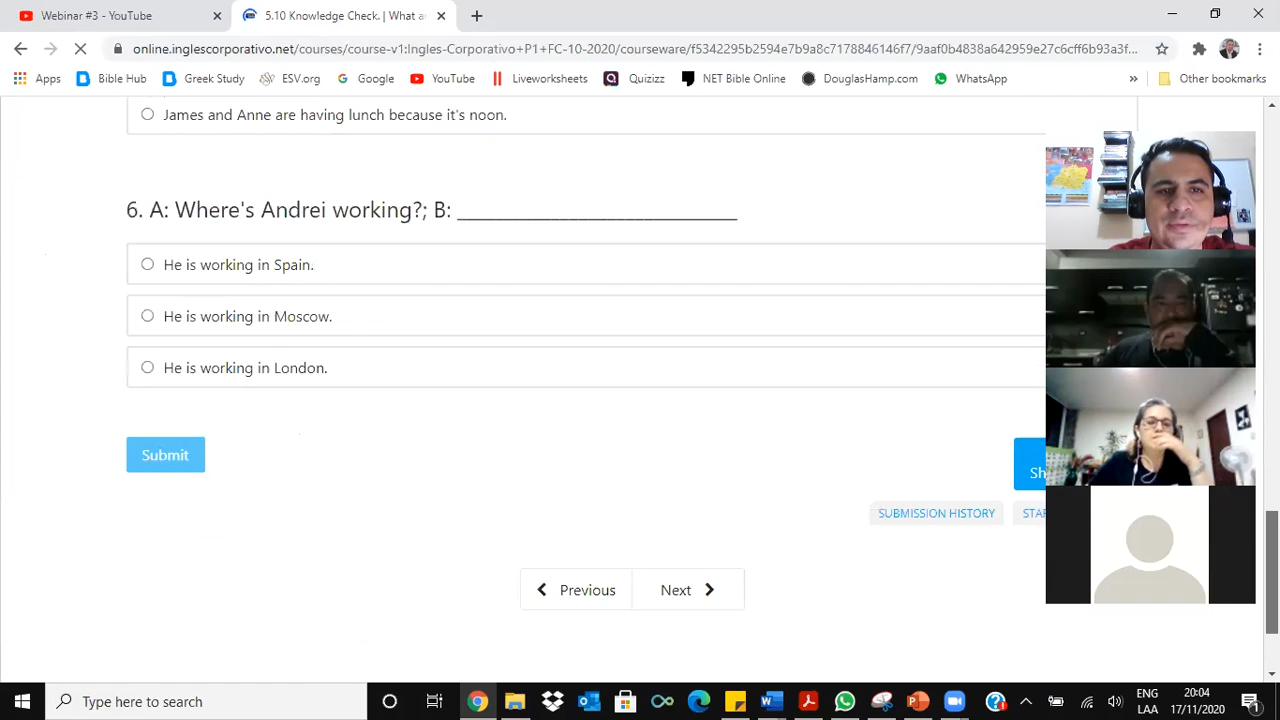 Webinar #3 - YouTube
5.10 Knowledge Check. | What a
online.inglescorporativo.net/courses/course-v1:Ingles-Corporativo+P1+FC-10-2020/courseware/f5342295b2594e7b9a8c7178846146f7/9aaf0b4838a642959e27c6cff6b93a3f...
Apps
Bible Hub
Greek Study
ESV.org
Google
YouTube
Liveworksheets
Quizizz
NET Bible Online
DouglasHamp.com
WhatsApp
»
Other bookmarks
James and Anne are having lunch because it's noon.
6. A: Where's Andrei working?; B: ______________________
He is working in Spain.
He is working in Moscow.
He is working in London.
Submit
Sh
SUBMISSION HISTORY
STA
Previous
Next
Type here to search
ENG
LAA
20:04
17/11/2020